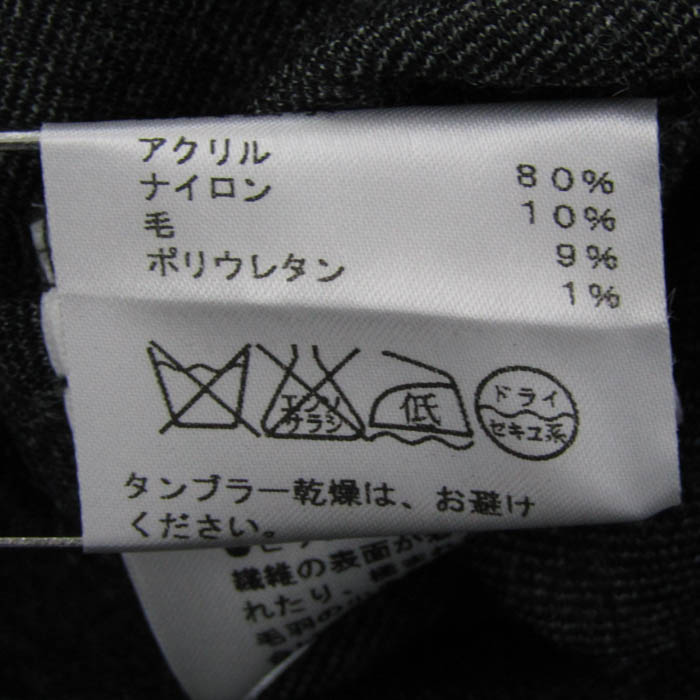 アクリル 80%
ナイロン 10%
毛 9%
ポリウレタン 1%
エンソ
サラシ
低
ドライ
セキユ系
タンブラー乾燥は、お避け
ください。
繊維の表面が
れたり、